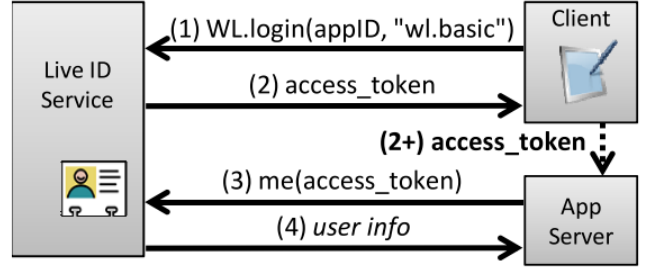 Client
(1) WL.login(appID, "wl.basic")
Live ID
Service
(2) access_token
(2+) access_token
(3) me(access_token)
App
Server
(4) user info